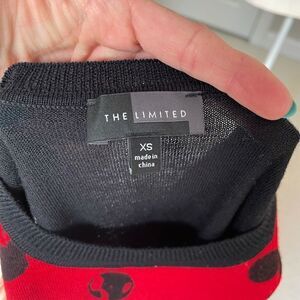 THE LIMITED
XS
made in
china